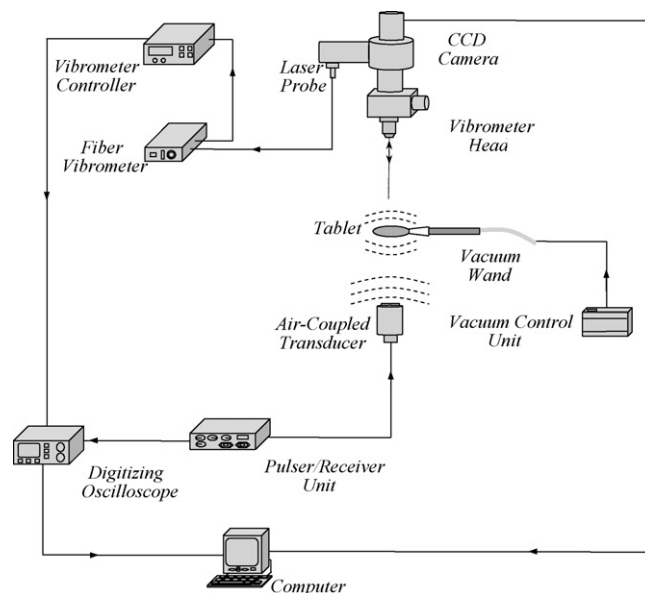 CCD
Camera
Laser
Probe
Vibrometer
Controller
Vibrometer
Heaa
Fiber
Vibrometer
Tablet
Vacuum
Wand
Air-Coupled
Transducer
Vacuum Control
Unit
Pulser/Receiver
Unit
Digitizing
Oscilloscope
Computer